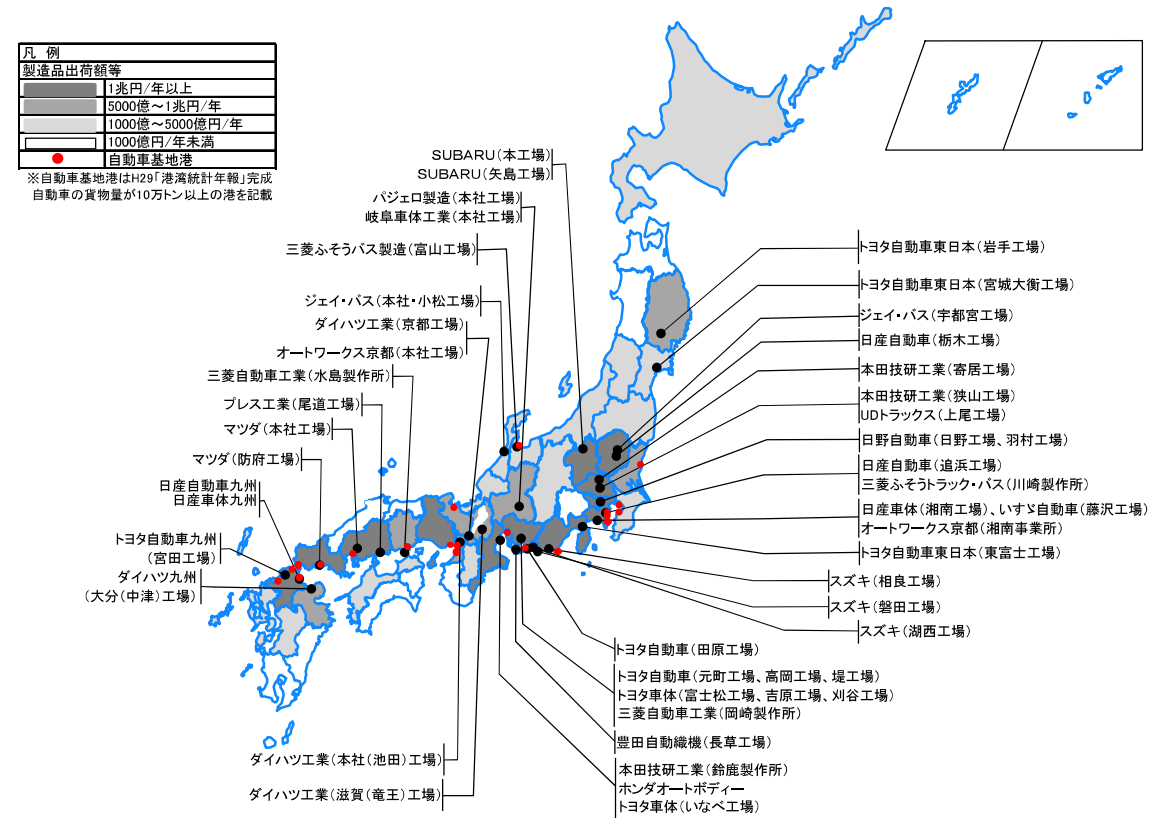 凡 例
製造品出荷額等
1兆円/年以上
5000億～1兆円/年
1000億～5000億円/年
1000億円/年未満
自動車基地港
※自動車基地港はH29｢港湾統計年報｣完成
自動車の貨物量が10万トン以上の港を記載
SUBARU(本工場)
SUBARU(矢島工場)
パジェロ製造(本社工場)
岐阜車体工業(本社工場)
三菱ふそうバス製造(富山工場)
ジェイ・バス(本社・小松工場)
ダイハツ工業(京都工場)
オートワークス京都(本社工場)
三菱自動車工業(水島製作所)
プレス工業(尾道工場)
マツダ(本社工場)
マツダ(防府工場)
日産自動車九州
日産車体九州
トヨタ自動車九州
(宮田工場)
ダイハツ九州
(大分(中津)工場)
トヨタ自動車東日本(岩手工場)
トヨタ自動車東日本(宮城大衡工場)
ジェイ・バス(宇都宮工場)
日産自動車(栃木工場)
本田技研工業(寄居工場)
本田技研工業(狭山工場)
UDトラックス(上尾工場)
日野自動車(日野工場、羽村工場)
日産自動車(追浜工場)
三菱ふそうトラック・バス(川崎製作所)
日産車体(湘南工場)、いすゞ自動車(藤沢工場)
オートワークス京都(湘南事業所)
トヨタ自動車東日本(東富士工場)
スズキ(相良工場)
スズキ(磐田工場)
スズキ(湖西工場)
トヨタ自動車(田原工場)
トヨタ自動車(元町工場、高岡工場、堤工場)
トヨタ車体(富士松工場、吉原工場、刈谷工場)
三菱自動車工業(岡崎製作所)
豊田自動織機(長草工場)
本田技研工業(鈴鹿製作所)
ホンダオートボディー
トヨタ車体(いなべ工場)
ダイハツ工業(本社(池田)工場)
ダイハツ工業(滋賀(竜王)工場)